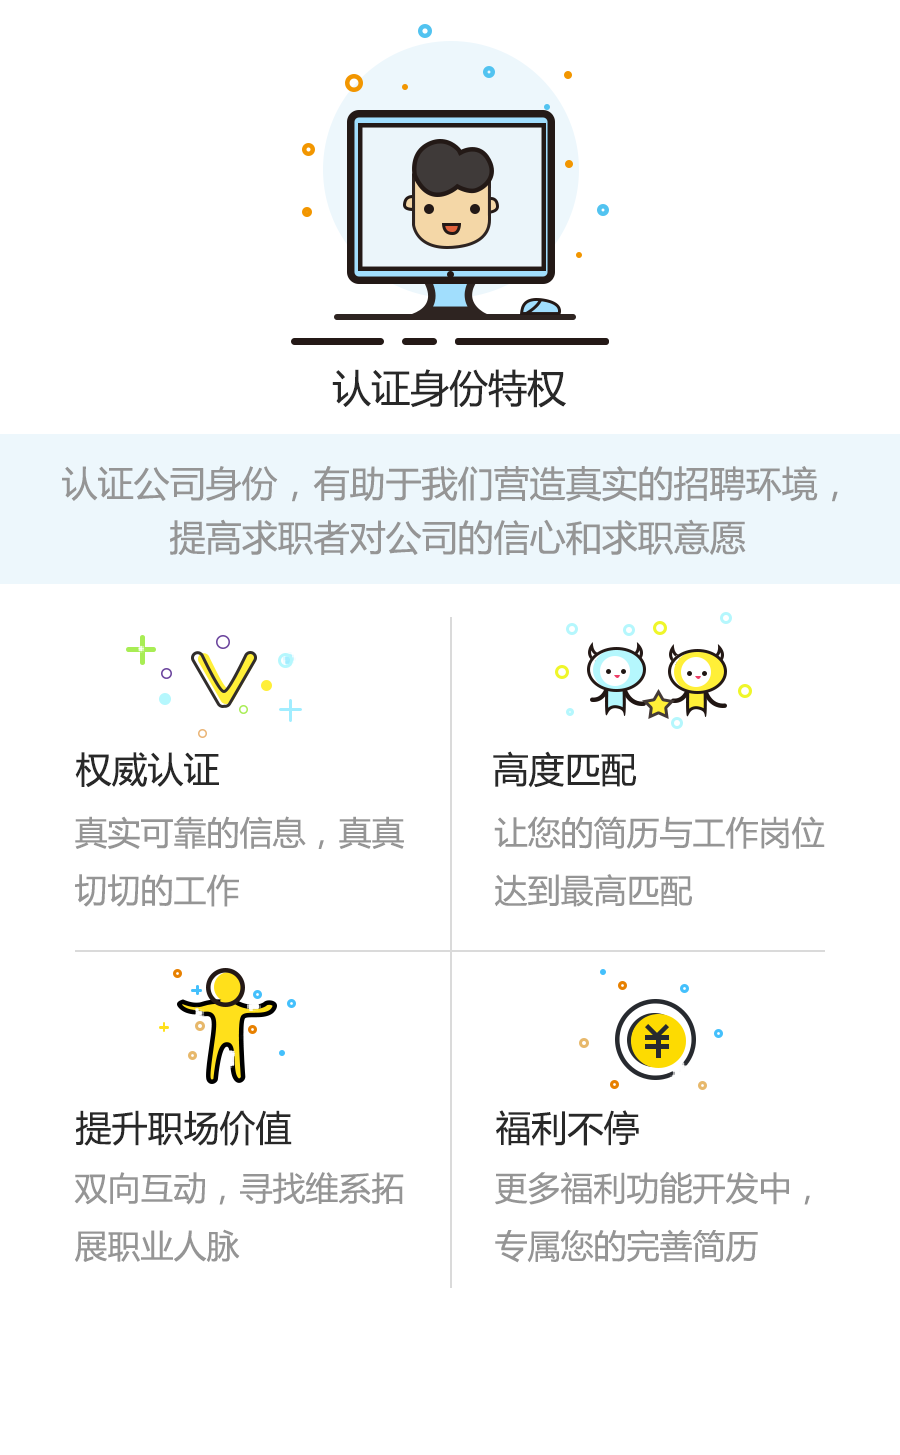 认证身份特权
认证公司身份，有助于我们营造真实的招聘环境，
提高求职者对公司的信心和求职意愿
权威认证
真实可靠的信息，真真
切切的工作
高度匹配
让您的简历与工作岗位
达到最高匹配
提升职场价值
双向互动，寻找维系拓
展职业人脉
福利不停
更多福利功能开发中，
专属您的完善简历